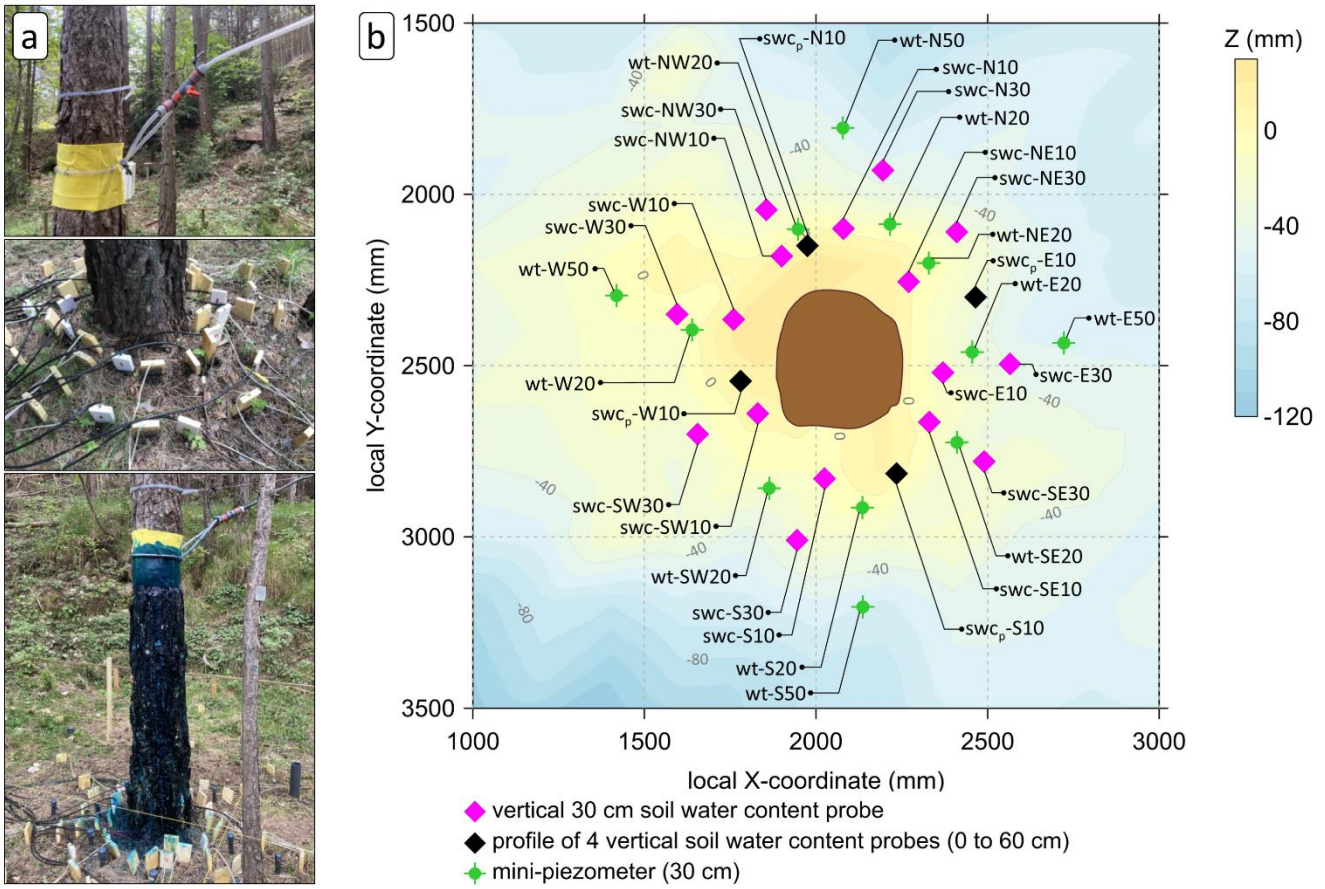 a
b
1500
2000
2500
3000
3500
local Y-coordinate (mm)
1000
1500
2000
2500
3000
local X-coordinate (mm)
swcp-N10
wt-NW20
swc-NW30
swc-NW10
swc-W10
swc-W30
wt-W50
wt-W20
swcp-W10
swc-SW30
swc-SW10
wt-SW20
swc-S30
swc-S10
wt-S20
wt-S50
wt-N50
swc-N10
swc-N30
wt-N20
swc-NE10
swc-NE30
wt-NE20
swcp-E10
wt-E20
wt-E50
swc-E30
swc-E10
swc-SE30
wt-SE20
swc-SE10
swcp-S10
-40
-40
-40
0
0
0
0
-40
-40
-40
-40
-40
-80
-80
Z (mm)
0
-40
-80
-120
vertical 30 cm soil water content probe
profile of 4 vertical soil water content probes (0 to 60 cm)
mini-piezometer (30 cm)